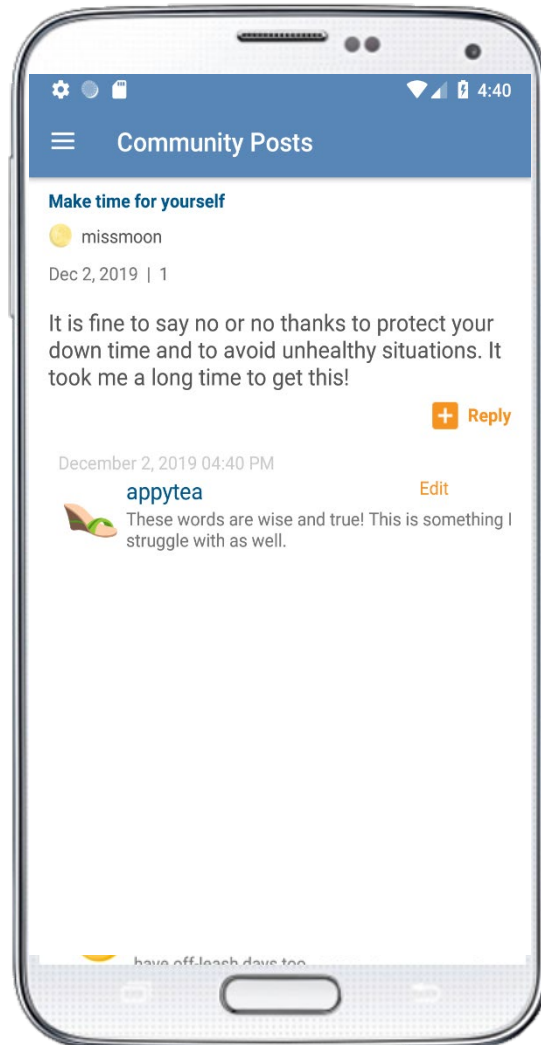 4:40
Community Posts
Make time for yourself
missmoon
Dec 2, 2019 | 1
It is fine to say no or no thanks to protect your
down time and to avoid unhealthy situations. It
took me a long time to get this!
Reply
December 2, 2019 04:40 PM
appytea
Edit
These words are wise and true! This is something I
struggle with as well.
have off-leash days too